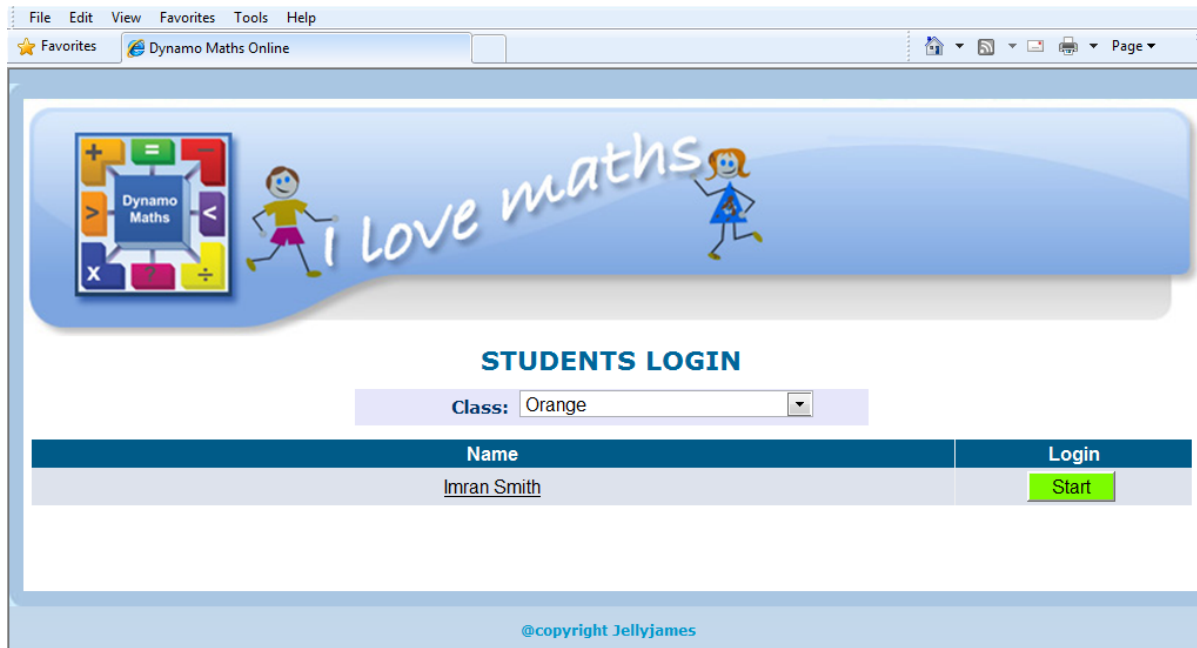 File Edit View Favorites Tools Help
Favorites Dynamo Maths Online Page
+ = -
> Dynamo Maths <
x ? ÷
i love maths
STUDENTS LOGIN
Class: Orange
Name Login
Imran Smith Start
@copyright Jellyjames